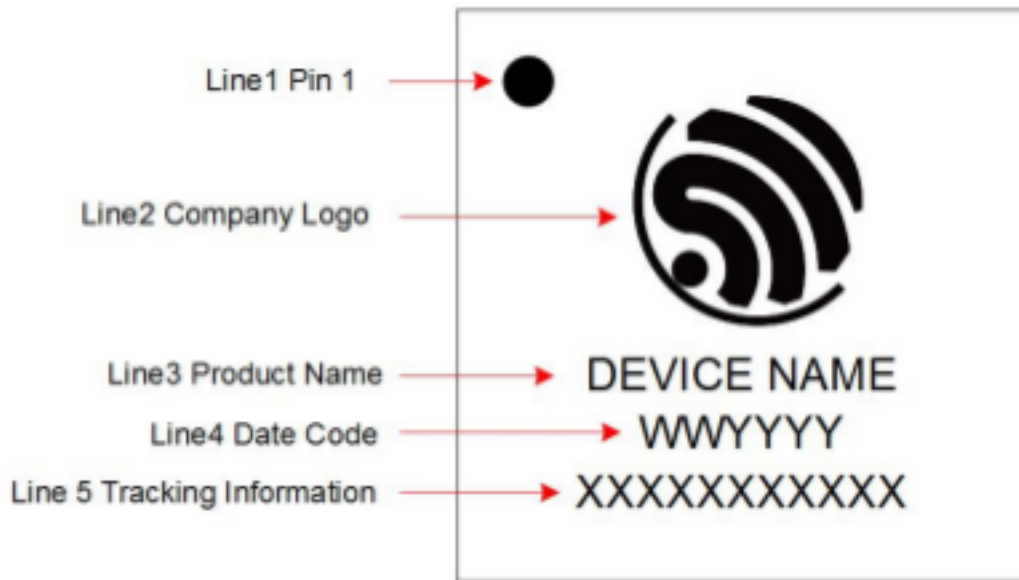 Line1 Pin 1
Line2 Company Logo
Line3 Product Name
DEVICE NAME
Line4 Date Code
WWYYYY
Line 5 Tracking Information
XXXXXXXXXXX